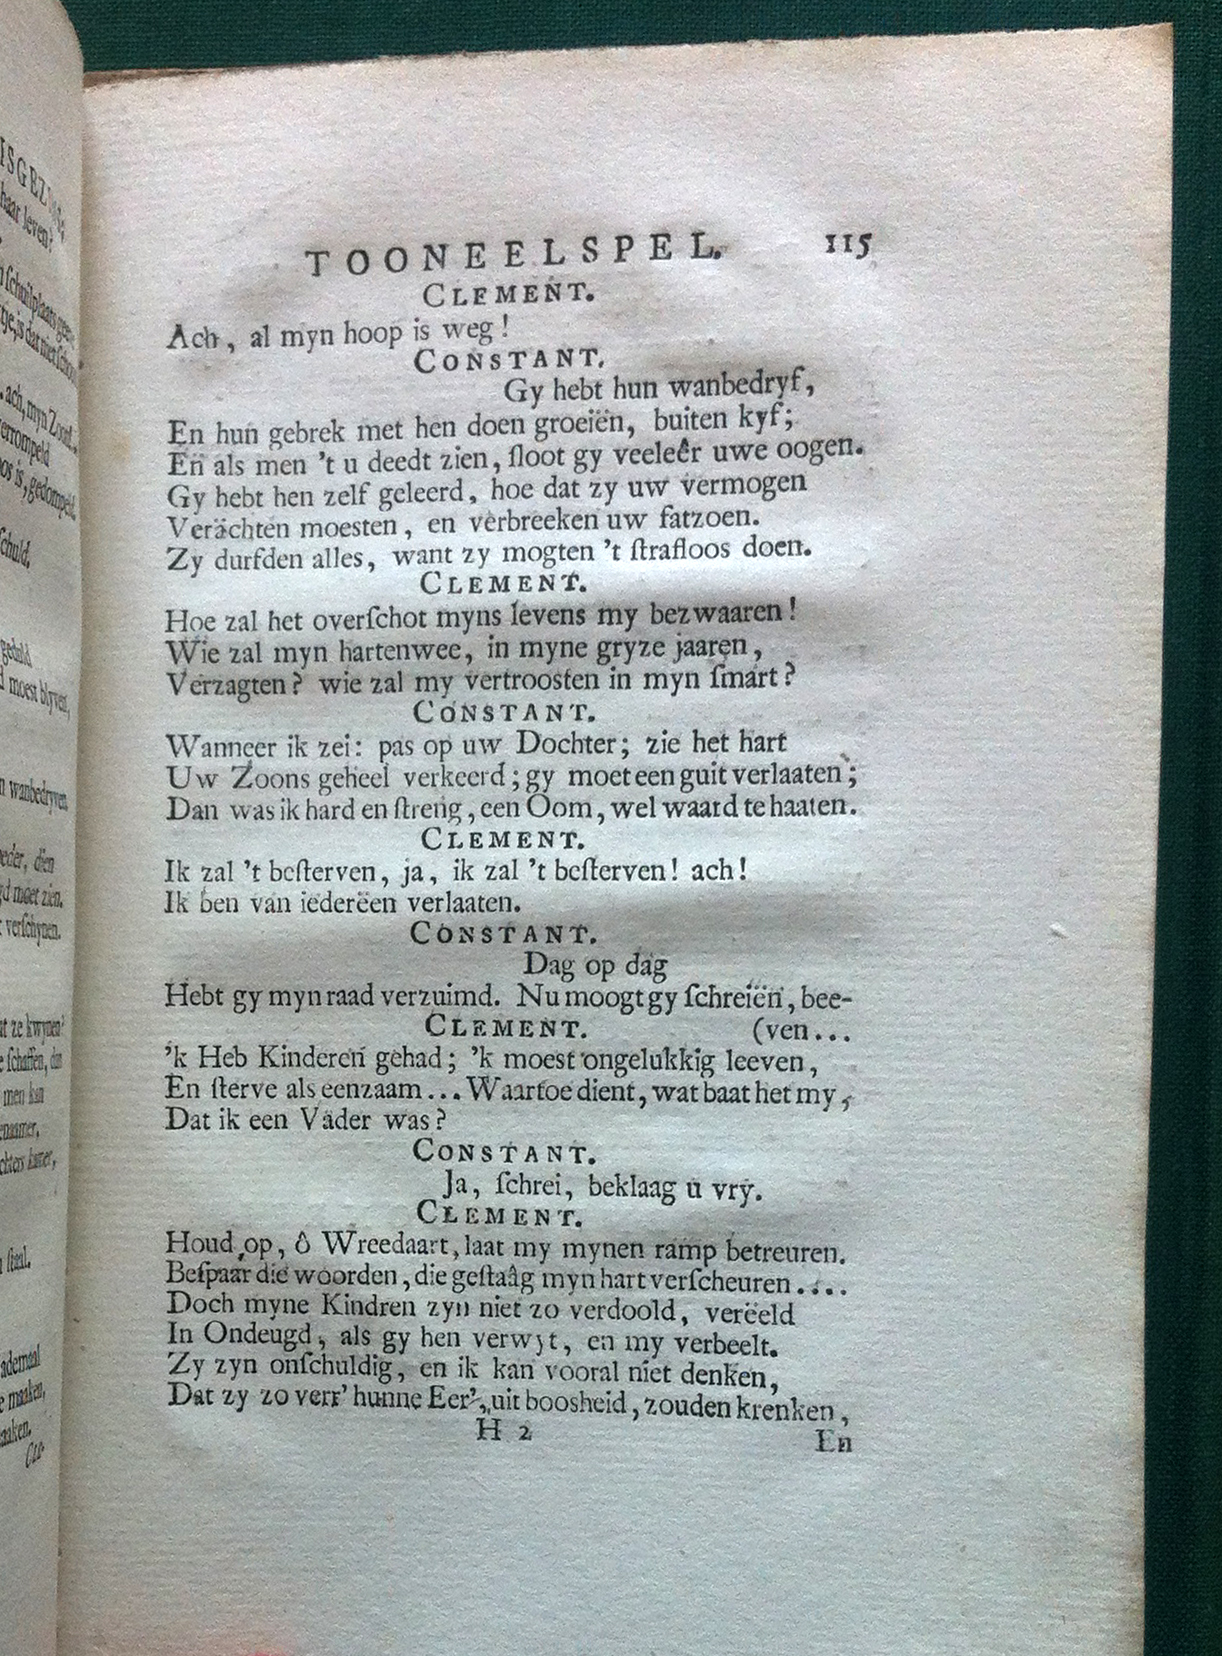 TOONEELSPEL. 115
CLEMENT.
Ach, al myn hoop is weg!
CONSTANT.
Gy hebt hun wanbedryf,
En hun gebrek met hen doen groeiën, buiten kyf;
En als men 't u deedt zien, ſloot gy veeleêr uwe oogen.
Gy hebt hen zelf geleerd, hoe dat zy uw vermogen
Verächten moesten, en verbreeken uw fatzoen.
Zy durfden alles, want zy mogten 't ſtrafloos doen.
CLEMENT.
Hoe zal het overſchot myns levens my bezwaaren!
Wie zal myn hartenwee, in myne gryze jaaren,
Verzagten? wie zal my vertroosten in myn ſmart?
CONSTANT.
Wanneer ik zei: pas op uw Dochter; zie het hart
Uw Zoons geheel verkeerd; gy moet een guit verlaaten;
Dan was ik hard en ſtreng, een Oom, wel waard te haaten.
CLEMENT.
Ik zal 't beſterven, ja, ik zal 't beſterven! ach!
Ik ben van iederëen verlaaten.
CONSTANT.
Dag op dag
Hebt gy myn raad verzuimd. Nu moogt gy ſchreiën, bee-
CLEMENT. (ven...
'k Heb Kinderen gehad; 'k moest ongelukkig leeven,
En ſterve als eenzaam... Waartoe dient, wat baat het my,
Dat ik een Vader was?
CONSTANT.
Ja, ſchrei, beklaag u vry.
CLEMENT.
Houd op, ô Wreedaart, laat my mynen ramp betreuren.
Beſpaar die woorden, die geſtaâg myn hart verſcheuren....
Doch myne Kindren zyn niet zo verdoold, verëeld
In Ondeugd, als gy hen verwyt, en my verbeelt.
Zy zyn onſchuldig, en ik kan vooral niet denken,
Dat zy zo verr' hunne Eer', uit boosheid, zouden krenken,
H 2 En